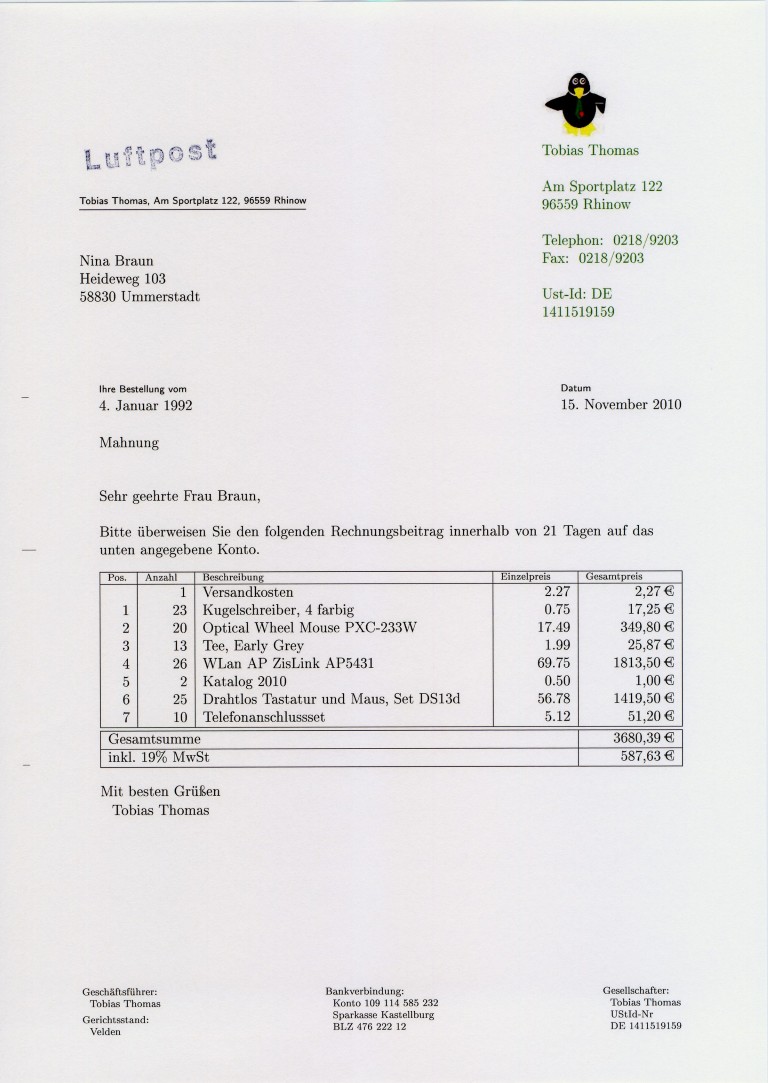 Luftpost
Tobias Thomas
Am Sportplatz 122
96559 Rhinow
Telephon: 0218/9203
Fax: 0218/9203
Ust-Id: DE
1411519159
Tobias Thomas, Am Sportplatz 122, 96559 Rhinow
Nina Braun
Heideweg 103
58830 Ummerstadt
Ihre Bestellung vom
4. Januar 1992
Datum
15. November 2010
Mahnung
Sehr geehrte Frau Braun,
Bitte überweisen Sie den folgenden Rechnungsbeitrag innerhalb von 21 Tagen auf das
unten angegebene Konto.
Pos. Anzahl Beschreibung Einzelpreis Gesamtpreis
1 Versandkosten 2.27 2,27 €
1 23 Kugelschreiber, 4 farbig 0.75 17,25 €
2 20 Optical Wheel Mouse PXC-233W 17.49 349,80 €
3 13 Tee, Early Grey 1.99 25,87 €
4 26 WLan AP ZisLink AP5431 69.75 1813,50 €
5 2 Katalog 2010 0.50 1,00 €
6 25 Drahtlos Tastatur und Maus, Set DS13d 56.78 1419,50 €
7 10 Telefonanschlussset 5.12 51,20 €
Gesamtsumme 3680,39 €
inkl. 19% MwSt 587,63 €
Mit besten Grüßen
Tobias Thomas
Geschäftsführer:
Tobias Thomas
Gerichtsstand:
Velden
Bankverbindung:
Konto 109 114 585 232
Sparkasse Kastellburg
BLZ 476 222 12
Gesellschafter:
Tobias Thomas
UStId-Nr
DE 1411519159